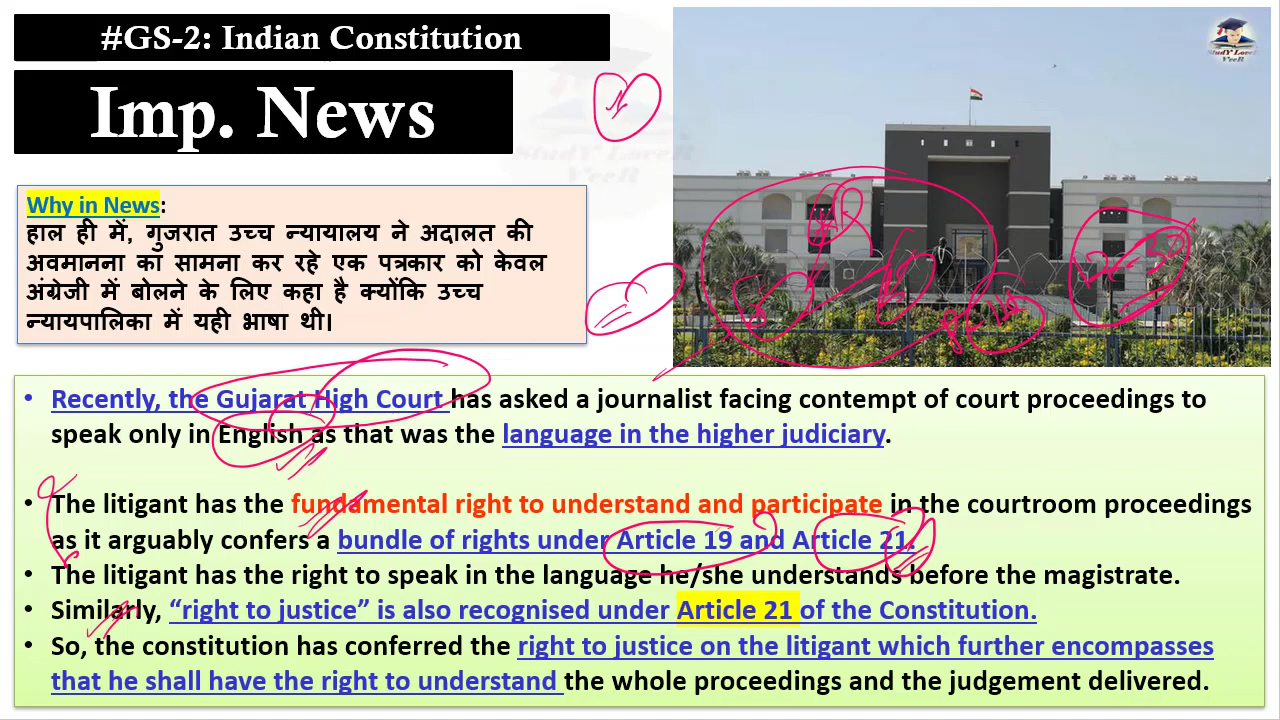 #GS-2: Indian Constitution
Imp. News
StudY LoveR
VeeR
StudY LoveR
VeeR
Why in News:
हाल ही में, गुजरात उच्च न्यायालय ने अदालत की
अवमानना का सामना कर रहे एक पत्रकार को केवल
अंग्रेजी में बोलने के लिए कहा है क्योंकि उच्च
न्यायपालिका में यही भाषा थी।
• Recently, the Gujarat High Court has asked a journalist facing contempt of court proceedings to
speak only in English as that was the language in the higher judiciary.
• The litigant has the fundamental right to understand and participate in the courtroom proceedings
as it arguably confers a bundle of rights under Article 19 and Article 21.
• The litigant has the right to speak in the language he/she understands before the magistrate.
• Similarly, “right to justice” is also recognised under Article 21 of the Constitution.
• So, the constitution has conferred the right to justice on the litigant which further encompasses
that he shall have the right to understand the whole proceedings and the judgement delivered.